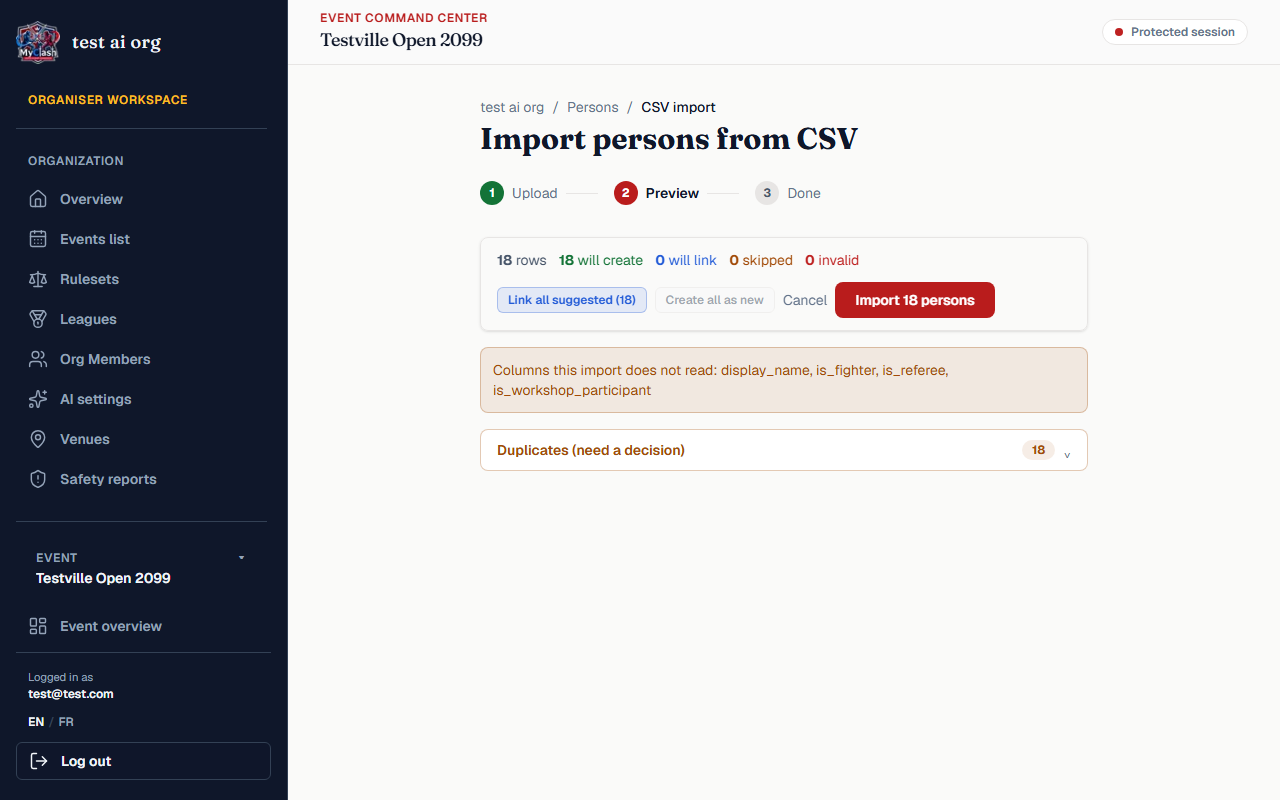 MyClash
test ai org
ORGANISER WORKSPACE
ORGANIZATION
Overview
Events list
Rulesets
Leagues
Org Members
AI settings
Venues
Safety reports
EVENT
Testville Open 2099
Event overview
Logged in as
test@test.com
EN / FR
Log out
EVENT COMMAND CENTER
Testville Open 2099
Protected session
test ai org / Persons / CSV import
Import persons from CSV
1 Upload 2 Preview 3 Done
18 rows 18 will create 0 will link 0 skipped 0 invalid
Link all suggested (18) Create all as new Cancel Import 18 persons
Columns this import does not read: display_name, is_fighter, is_referee,
is_workshop_participant
Duplicates (need a decision) 18 v